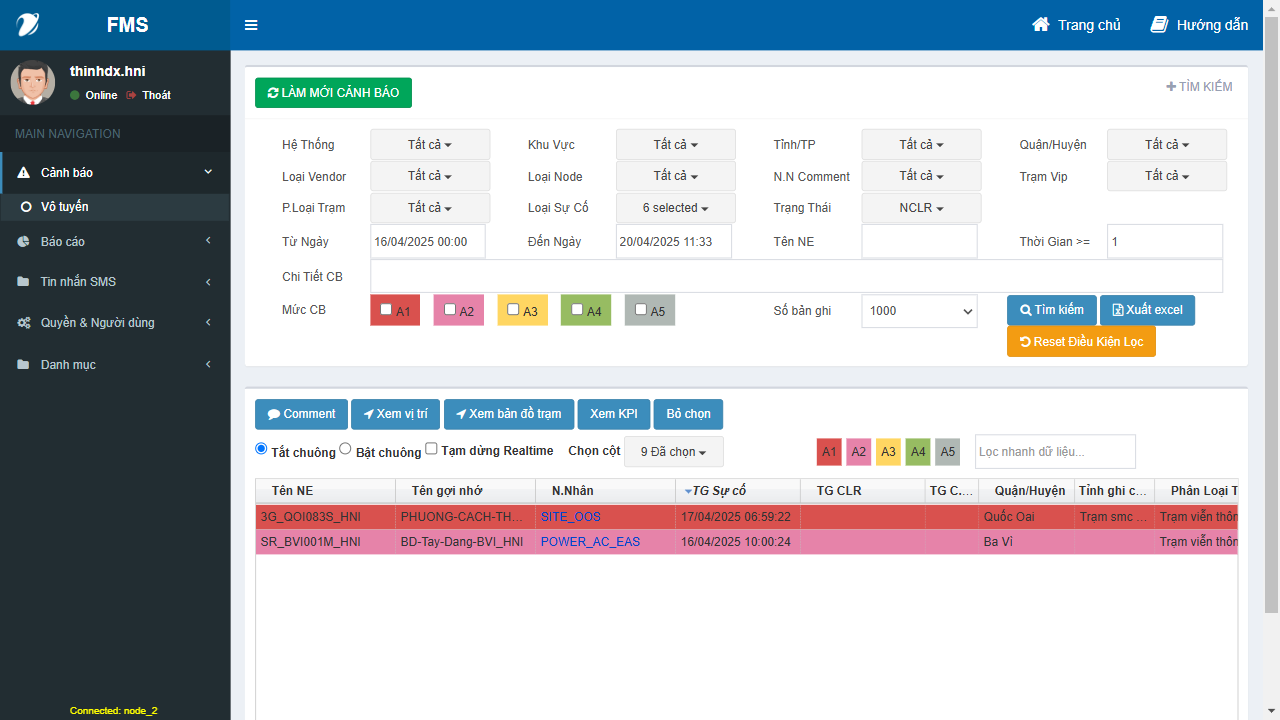 FMS
Trang chủ
Hướng dẫn
thinhdx.hni
Online
Thoát
MAIN NAVIGATION
Cảnh báo
Vô tuyến
Báo cáo
Tin nhắn SMS
Quyền & Người dùng
Danh mục
Connected: node_2
LÀM MỚI CẢNH BÁO
TÌM KIẾM
Hệ Thống Tất cả Khu Vực Tất cả Tỉnh/TP Tất cả Quận/Huyện Tất cả
Loại Vendor Tất cả Loại Node Tất cả N.N Comment Tất cả Trạm Vip Tất cả
P.Loại Trạm Tất cả Loại Sự Cố 6 selected Trạng Thái NCLR
Từ Ngày 16/04/2025 00:00 Đến Ngày 20/04/2025 11:33 Tên NE Thời Gian >= 1
Chi Tiết CB
Mức CB A1 A2 A3 A4 A5 Số bản ghi 1000 Tìm kiếm Xuất excel
Reset Điều Kiện Lọc
Comment Xem vị trí Xem bản đồ trạm Xem KPI Bỏ chọn
Tắt chuông Bật chuông Tạm dừng Realtime Chọn cột 9 Đã chọn A1 A2 A3 A4 A5 Lọc nhanh dữ liệu...
Tên NE Tên gợi nhớ N.Nhân TG Sự cố TG CLR TG C... Quận/Huyện Tỉnh ghi c... Phân Loại T
3G_QOI083S_HNI PHUONG-CACH-TH... SITE_OOS 17/04/2025 06:59:22 Quốc Oai Trạm smc ... Trạm viễn thôn
SR_BVI001M_HNI BD-Tay-Dang-BVI_HNI POWER_AC_EAS 16/04/2025 10:00:24 Ba Vì Trạm viễn thôn